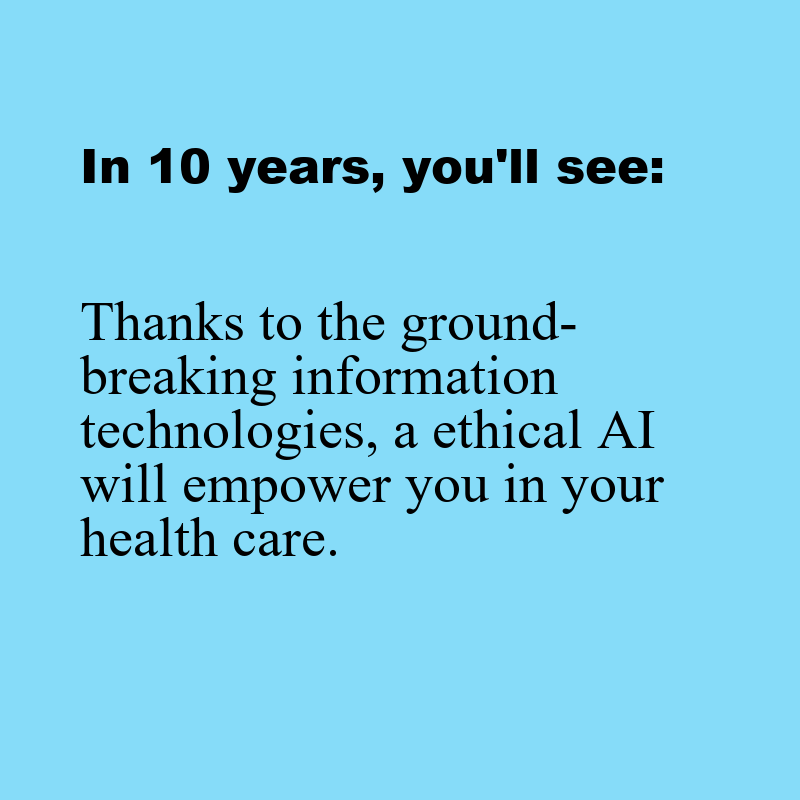 In 10 years, you'll see:
Thanks to the ground-
breaking information
technologies, a ethical AI
will empower you in your
health care.